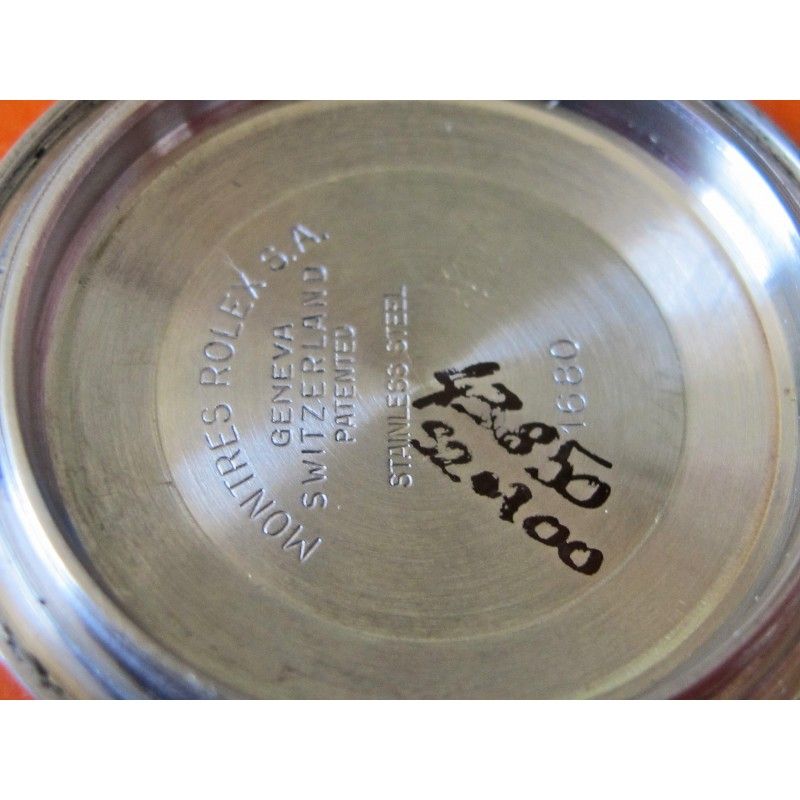 MONTRES ROLEX S.A.
GENEVA
SWITZERLAND
PATENTED
STAINLESS STEEL
1680